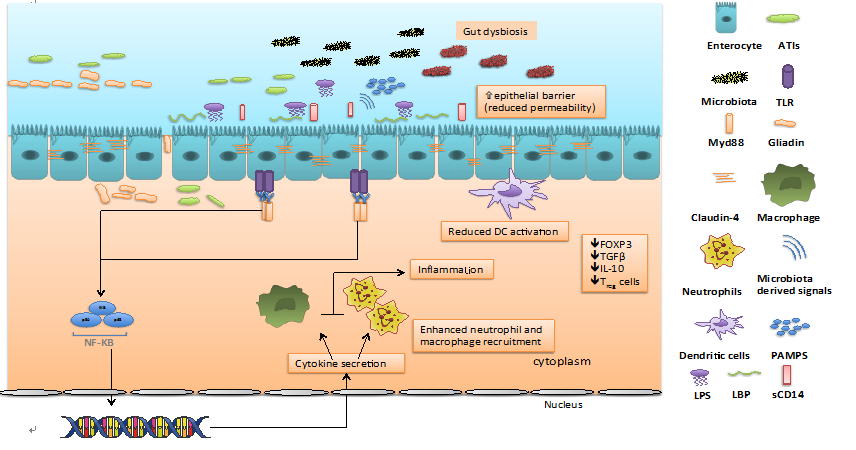 Gut dysbiosis
⬆epithelial barrier
(reduced permeability)
Reduced DC activation
⬇FOXP3
⬇TGFβ
⬇IL-10
⬇Treg cells
Inflammation
NF-KB
Enhanced neutrophil and
macrophage recruitment
Cytokine secretion
cytoplasm
Nucleus
Enterocyte
ATIs
Microbiota
TLR
Myd88
Gliadin
Claudin-4
Macrophage
Neutrophils
Microbiota
derived signals
Dendritic cells
PAMPS
LPS
LBP
sCD14